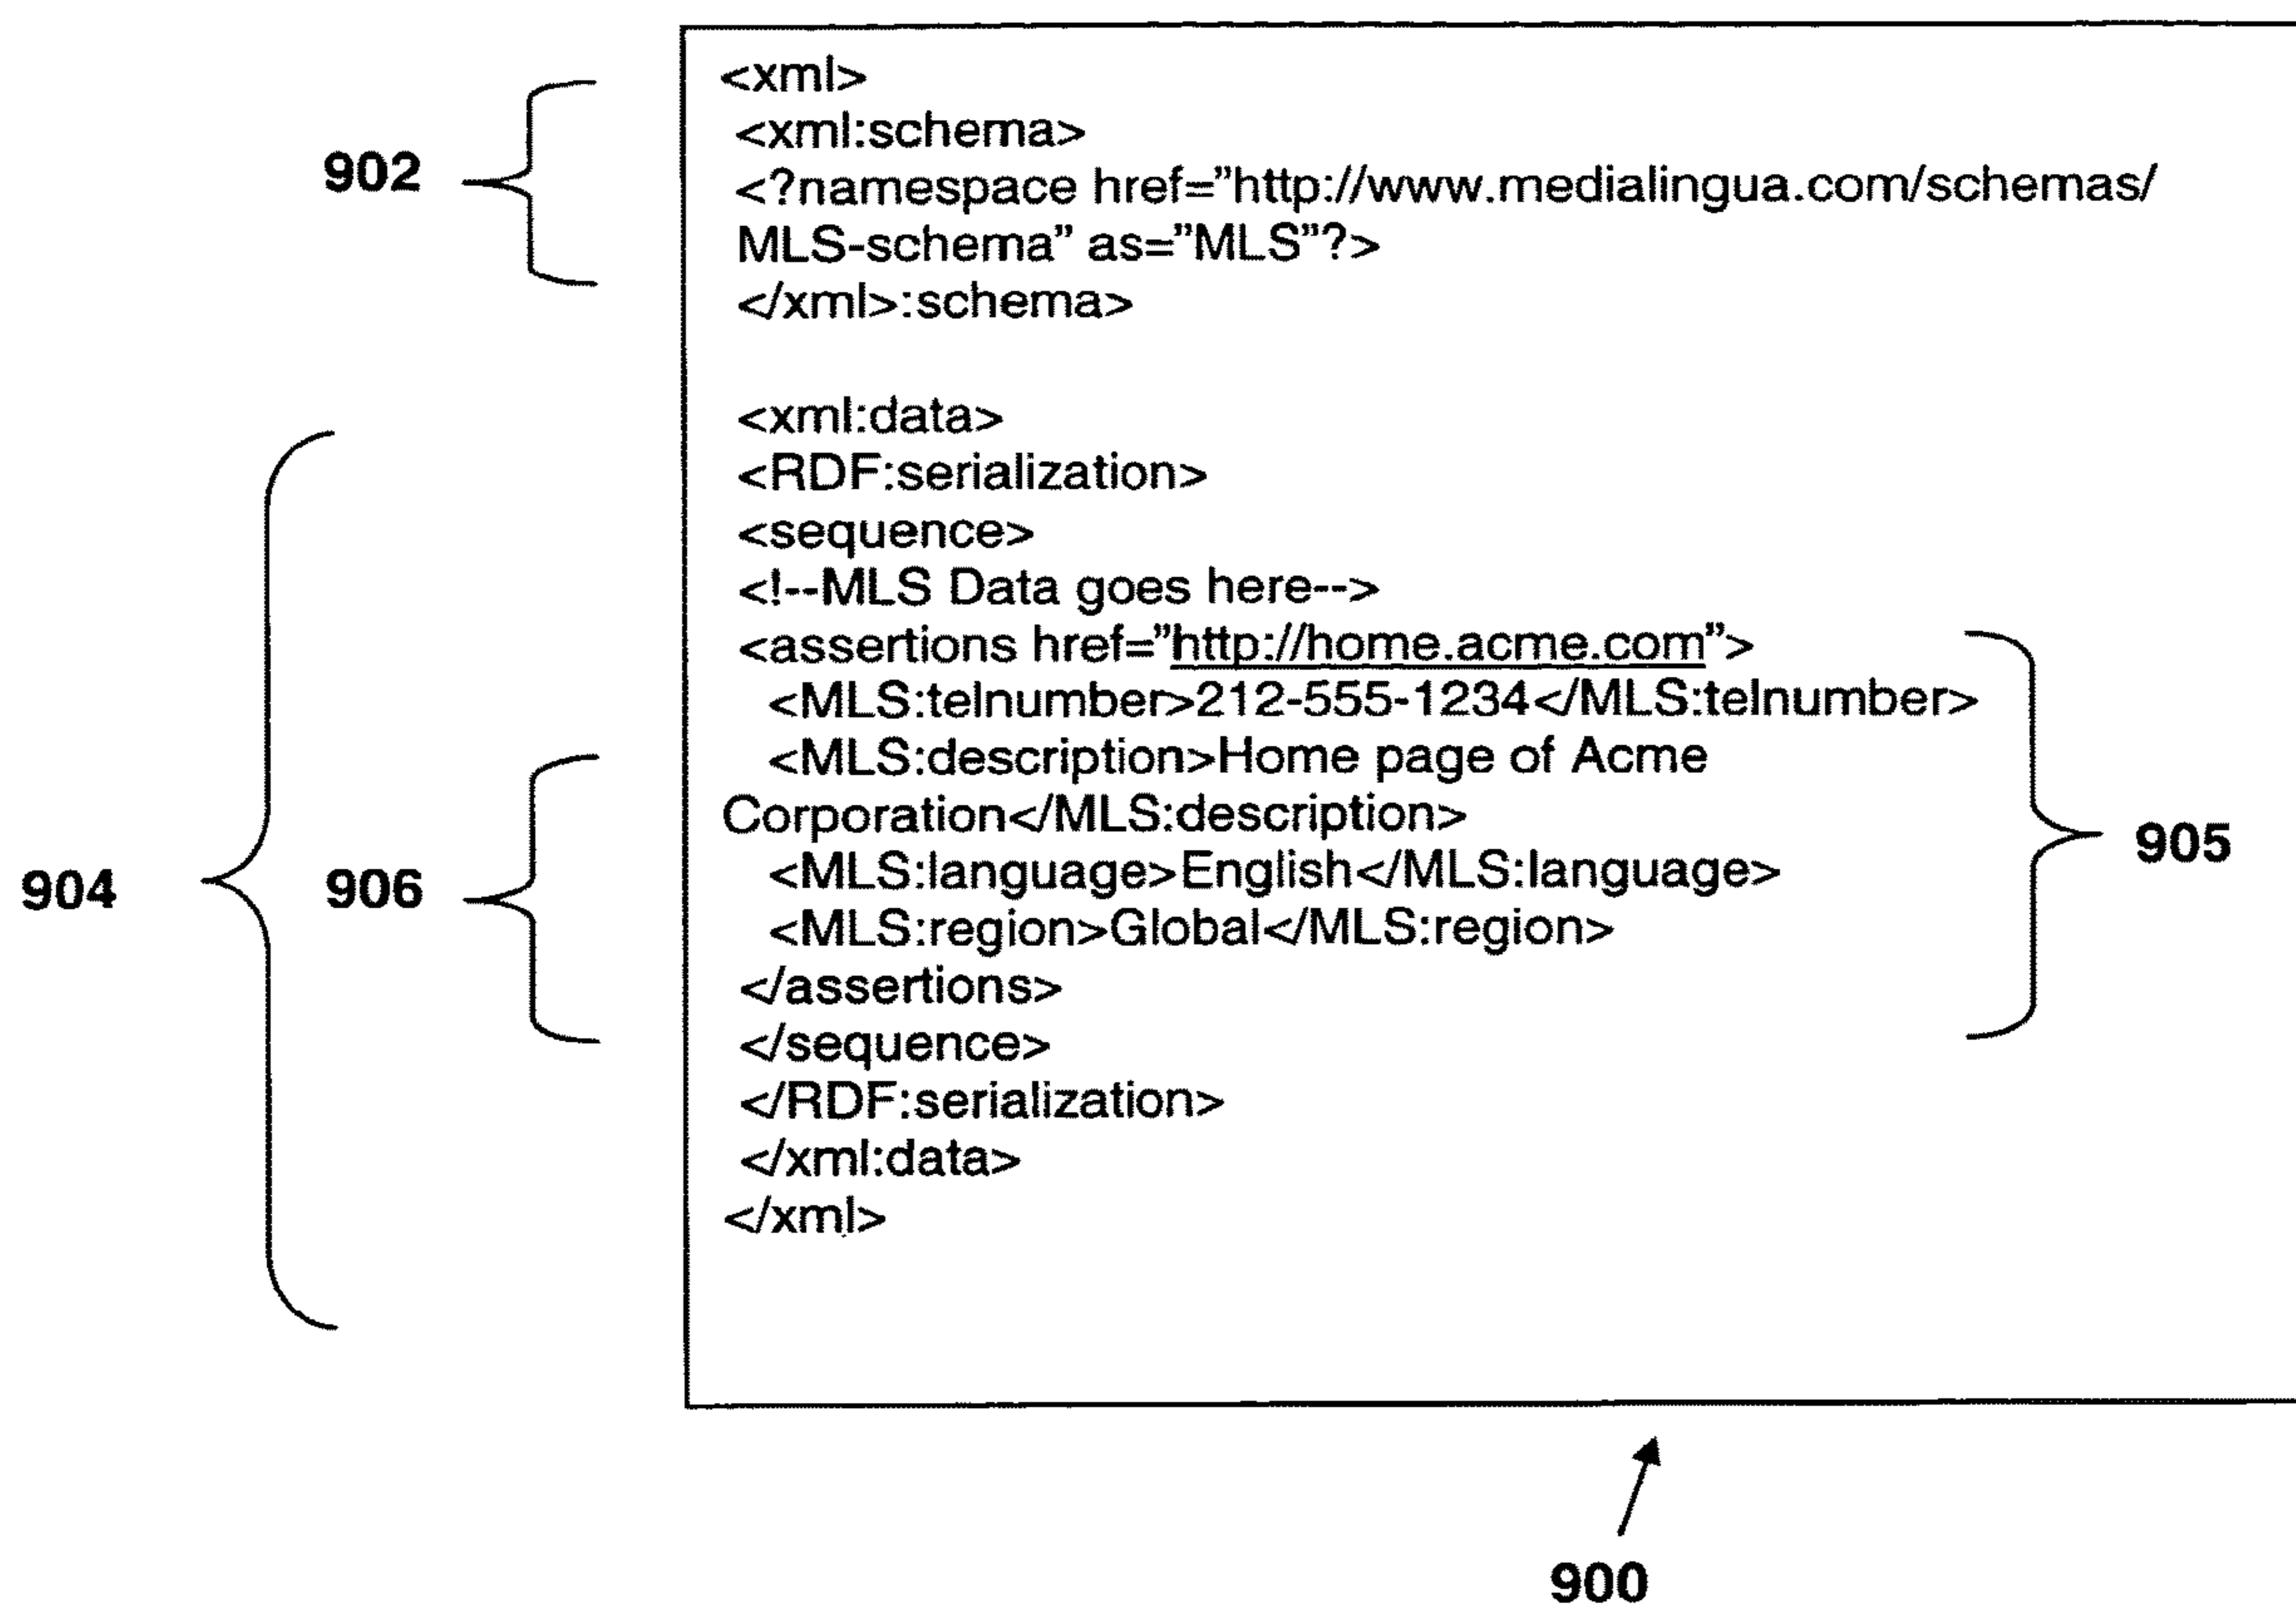 <xml>
<xml:schema>
902
<?namespace href="http://www.medialingua.com/schemas/
MLS-schema" as="MLS"?>
</xml>:schema>
<xml:data>
<RDF:serialization>
<sequence>
<!--MLS Data goes here-->
<assertions href="http://home.acme.com">
<MLS:telnumber>212-555-1234</MLS:telnumber>
<MLS:description>Home page of Acme
Corporation</MLS:description>
905
<MLS:language>English</MLS:language>
904
906
<MLS:region>Global</MLS:region>
</assertions>
</sequence>
</RDF:serialization>
</xml:data>
</xml>
900